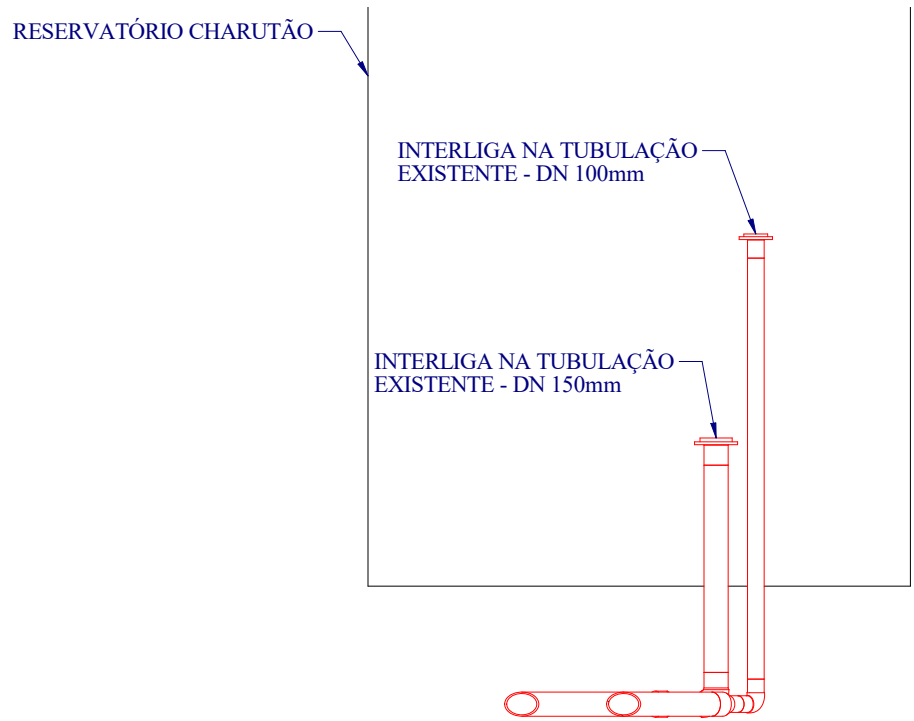 RESERVATÓRIO CHARUTÃO
INTERLIGA NA TUBULAÇÃO
EXISTENTE - DN 100mm
INTERLIGA NA TUBULAÇÃO
EXISTENTE - DN 150mm